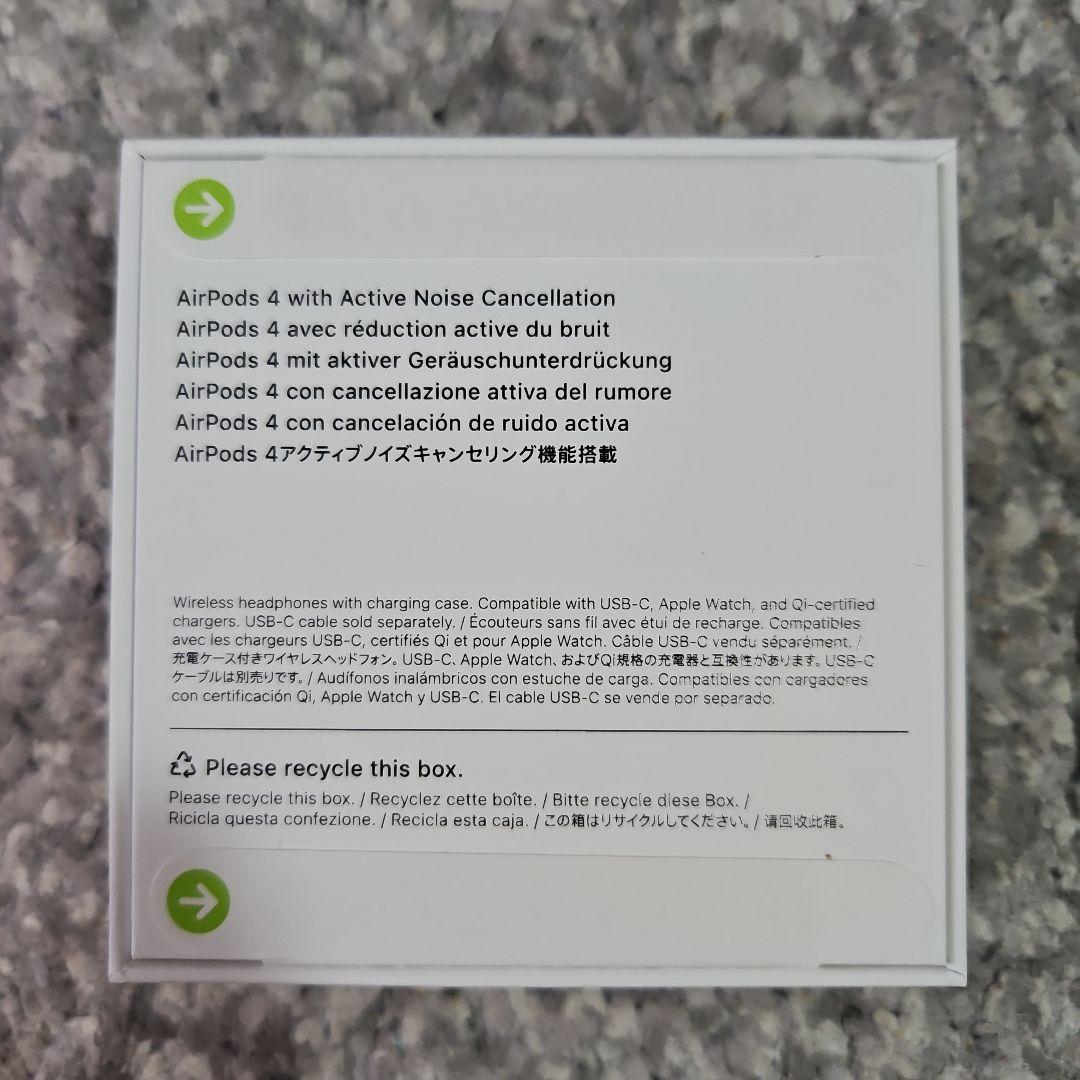 AirPods 4 with Active Noise Cancellation
AirPods 4 avec réduction active du bruit
AirPods 4 mit aktiver Geräuschunterdrückung
AirPods 4 con cancellazione attiva del rumore
AirPods 4 con cancelación de ruido activa
AirPods 4アクティブノイズキャンセリング機能搭載
Wireless headphones with charging case. Compatible with USB-C, Apple Watch, and Qi-certified
chargers. USB-C cable sold separately. / Écouteurs sans fil avec étui de recharge. Compatibles
avec les chargeurs USB-C, certifiés Qi et pour Apple Watch. Câble USB-C vendu séparément. /
充電ケース付きワイヤレスヘッドフォン。USB-C、Apple Watch、およびQi規格の充電器と互換性があります。USB-C
ケーブルは別売りです。/ Audífonos inalámbricos con estuche de carga. Compatibles con cargadores
con certificación Qi, Apple Watch y USB-C. El cable USB-C se vende por separado.
Please recycle this box.
Please recycle this box. / Recyclez cette boîte. / Bitte recycle diese Box. /
Ricicla questa confezione. / Recicla esta caja. / この箱はリサイクルしてください。/ 请回收此箱。